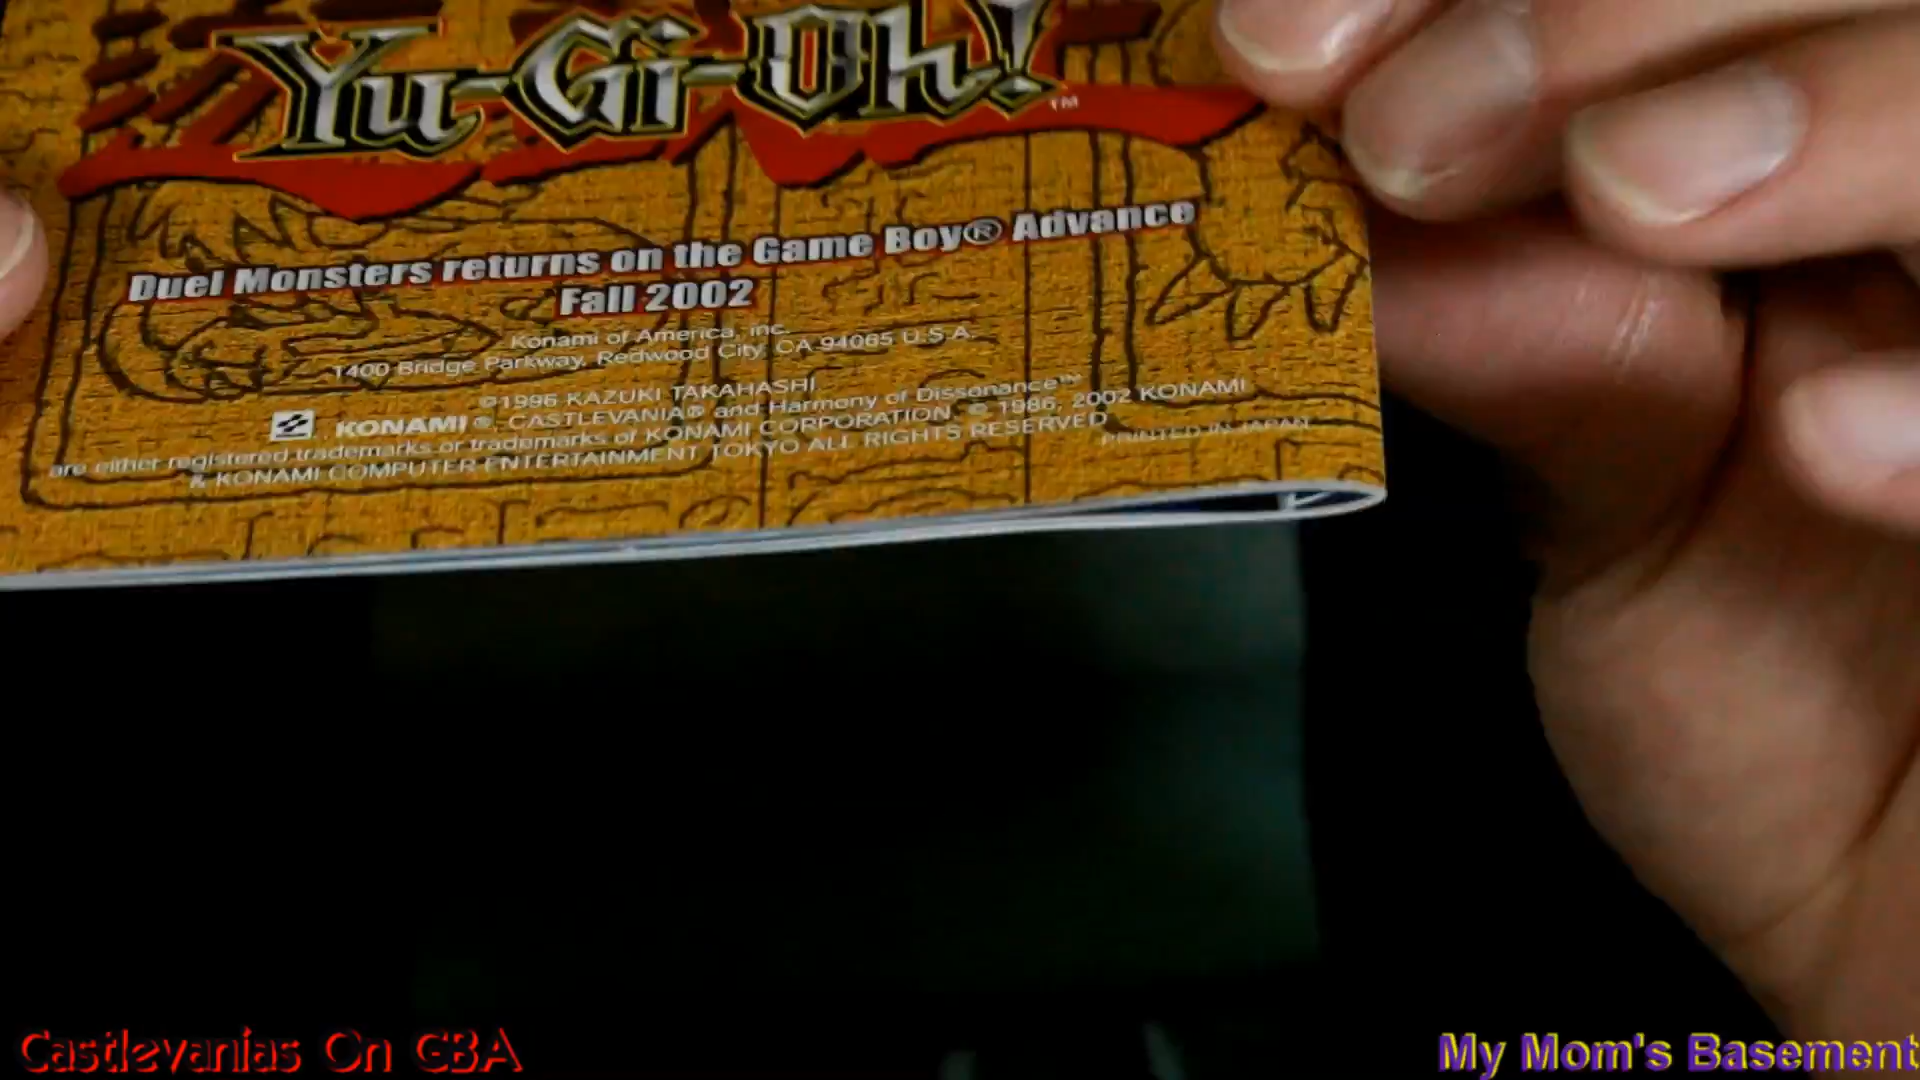 Yu-Gi-Oh! TM
Duel Monsters returns on the Game Boy® Advance
Fall 2002
Konami of America, inc.
1400 Bridge Parkway, Redwood City, CA 94065 U.S.A.
©1996 KAZUKI TAKAHASHI
KONAMI®, CASTLEVANIA® and Harmony of Dissonance™
are either registered trademarks or trademarks of KONAMI CORPORATION. © 1986, 2002 KONAMI
& KONAMI COMPUTER ENTERTAINMENT TOKYO ALL RIGHTS RESERVED
PRINTED IN JAPAN
Castlevanias On GBA
My Mom's Basement